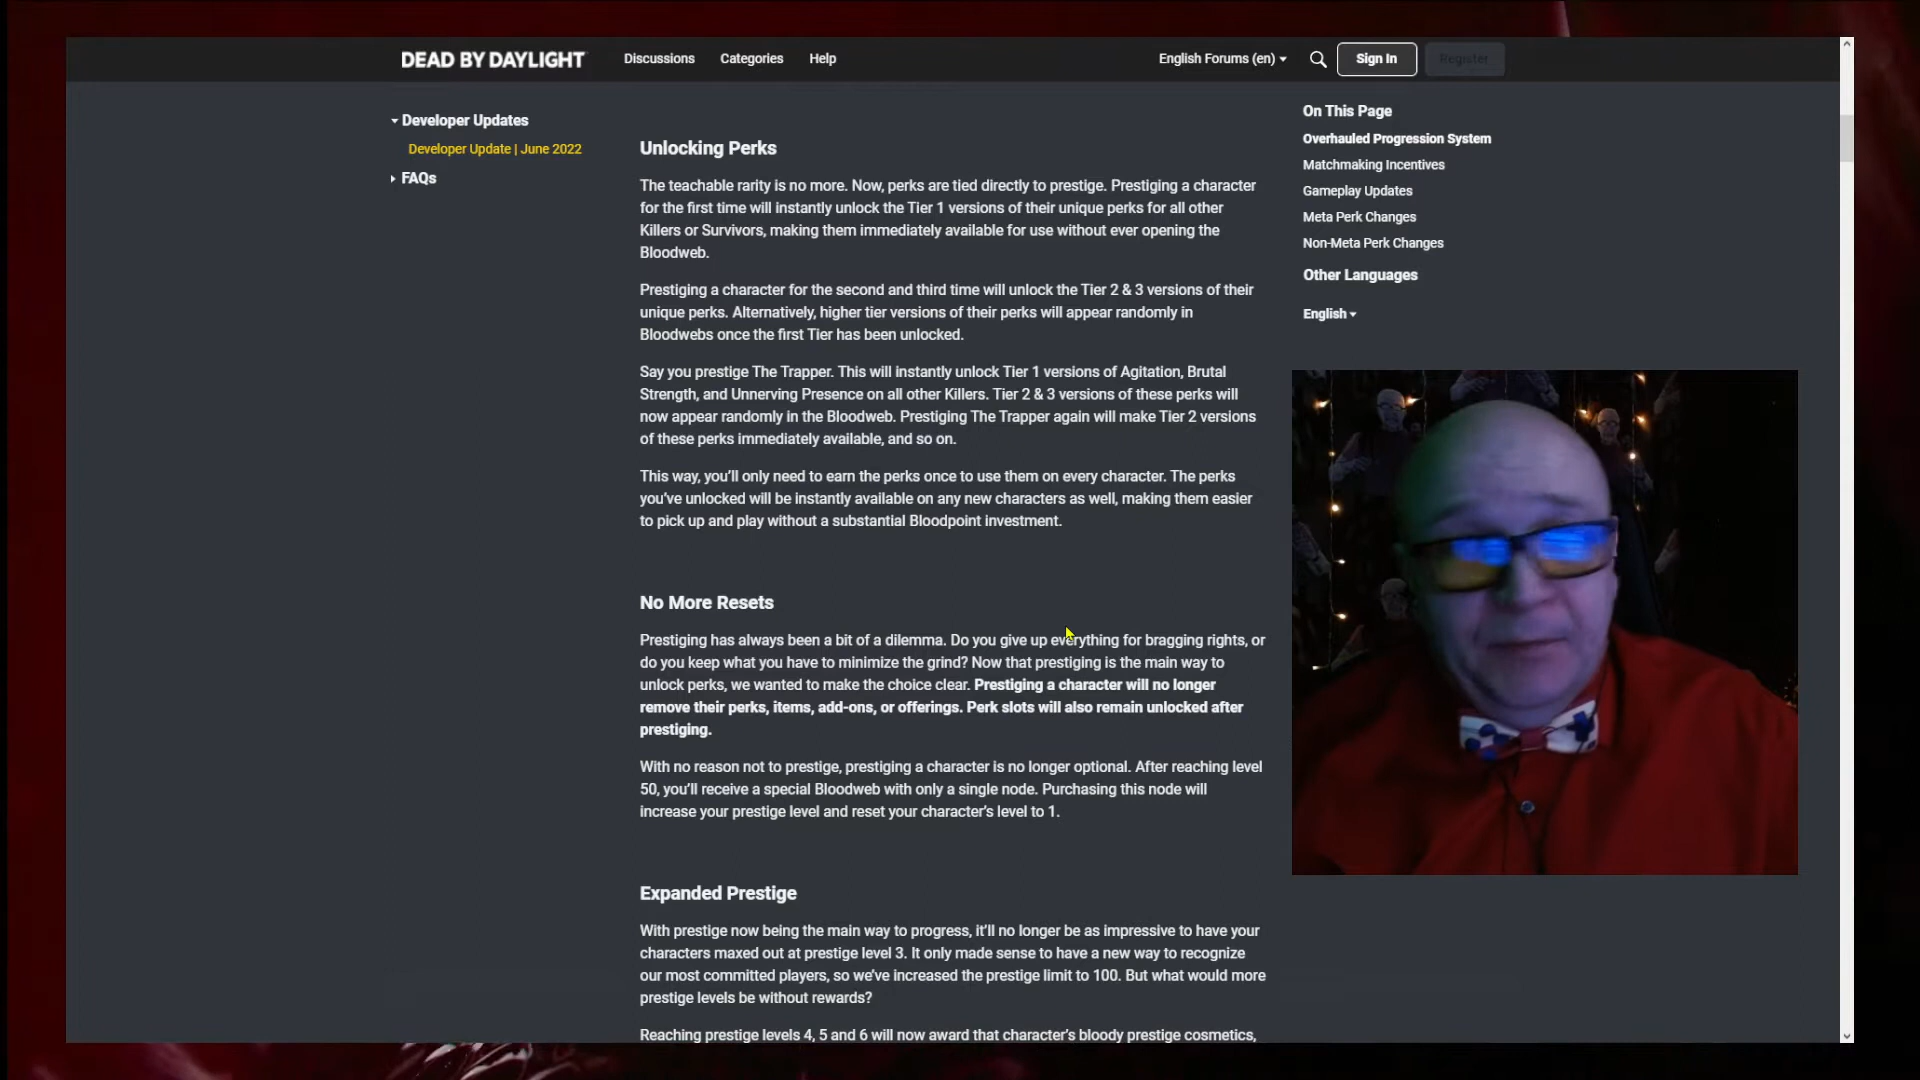 DEAD BY DAYLIGHT
Discussions
Categories
Help
English Forums (en)
Sign In
Register
Developer Updates
Developer Update | June 2022
FAQs
Unlocking Perks
The teachable rarity is no more. Now, perks are tied directly to prestige. Prestiging a character
for the first time will instantly unlock the Tier 1 versions of their unique perks for all other
Killers or Survivors, making them immediately available for use without ever opening the
Bloodweb.
Prestiging a character for the second and third time will unlock the Tier 2 & 3 versions of their
unique perks. Alternatively, higher tier versions of their perks will appear randomly in
Bloodwebs once the first Tier has been unlocked.
Say you prestige The Trapper. This will instantly unlock Tier 1 versions of Agitation, Brutal
Strength, and Unnerving Presence on all other Killers. Tier 2 & 3 versions of these perks will
now appear randomly in the Bloodweb. Prestiging The Trapper again will make Tier 2 versions
of these perks immediately available, and so on.
This way, you’ll only need to earn the perks once to use them on every character. The perks
you’ve unlocked will be instantly available on any new characters as well, making them easier
to pick up and play without a substantial Bloodpoint investment.
No More Resets
Prestiging has always been a bit of a dilemma. Do you give up everything for bragging rights, or
do you keep what you have to minimize the grind? Now that prestiging is the main way to
unlock perks, we wanted to make the choice clear. Prestiging a character will no longer
remove their perks, items, add-ons, or offerings. Perk slots will also remain unlocked after
prestiging.
With no reason not to prestige, prestiging a character is no longer optional. After reaching level
50, you’ll receive a special Bloodweb with only a single node. Purchasing this node will
increase your prestige level and reset your character’s level to 1.
Expanded Prestige
With prestige now being the main way to progress, it’ll no longer be as impressive to have your
characters maxed out at prestige level 3. It only made sense to have a new way to recognize
our most committed players, so we’ve increased the prestige limit to 100. But what would more
prestige levels be without rewards?
Reaching prestige levels 4, 5 and 6 will now award that character’s bloody prestige cosmetics,
On This Page
Overhauled Progression System
Matchmaking Incentives
Gameplay Updates
Meta Perk Changes
Non-Meta Perk Changes
Other Languages
English